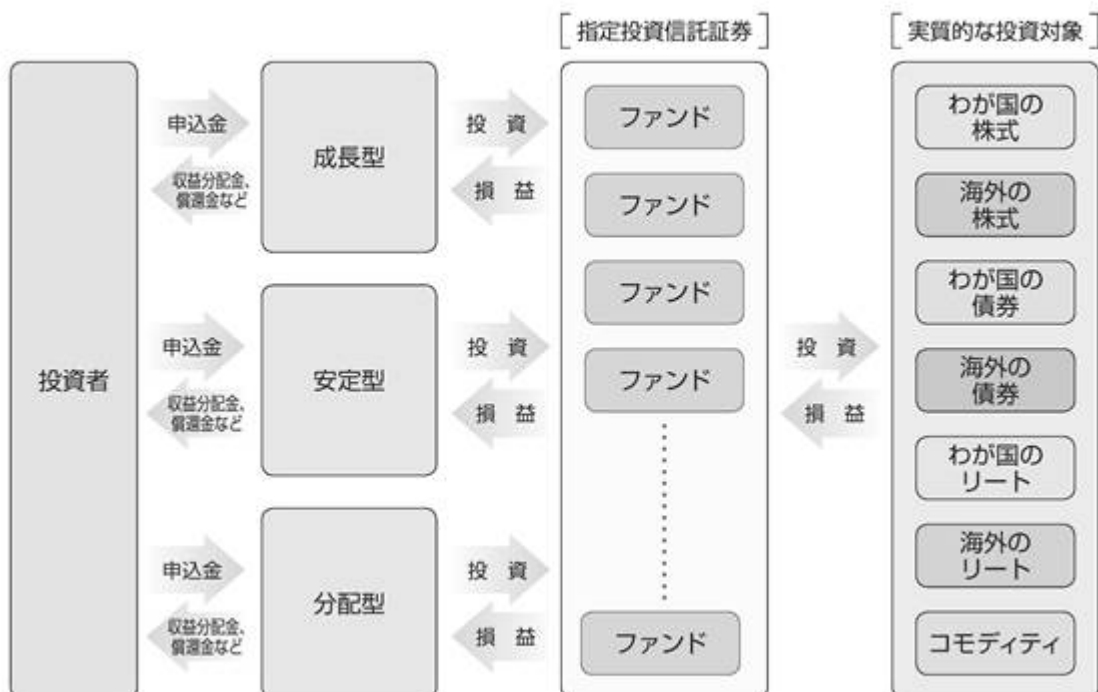 ［指定投資信託証券］
［実質的な投資対象］
投資者
申込金
収益分配金、
償還金など
成長型
投　資
損　益
申込金
収益分配金、
償還金など
安定型
投　資
損　益
申込金
収益分配金、
償還金など
分配型
投　資
損　益
ファンド
ファンド
ファンド
ファンド
ファンド
投　資
損　益
わが国の
株式
海外の
株式
わが国の
債券
海外の
債券
わが国の
リート
海外の
リート
コモディティ